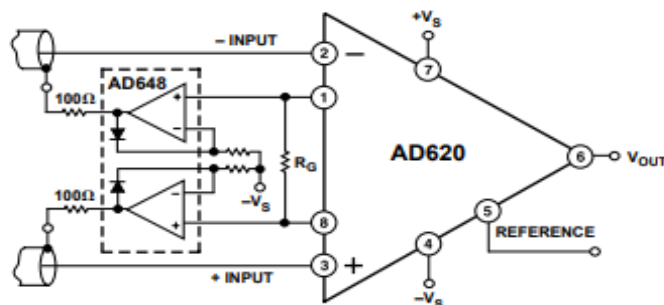 – INPUT
+VS
AD648
100Ω
2
–
7
1
+
–
RG
AD620
6
VOUT
100Ω
–
+
–VS
8
5
REFERENCE
4
3
+
+ INPUT
–VS